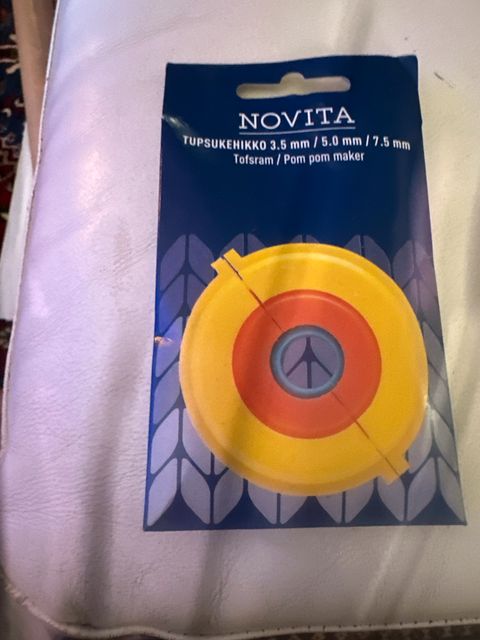 NOVITA
TUPSUKEHIKKO 3.5 mm / 5.0 mm / 7.5 mm
Tofsram / Pom pom maker